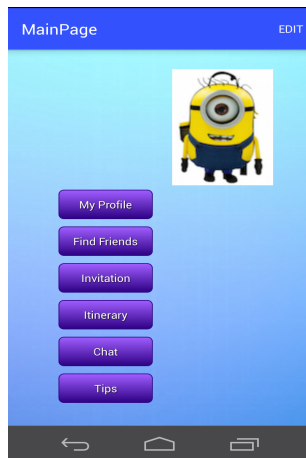 MainPage
EDIT
My Profile
Find Friends
Invitation
Itinerary
Chat
Tips